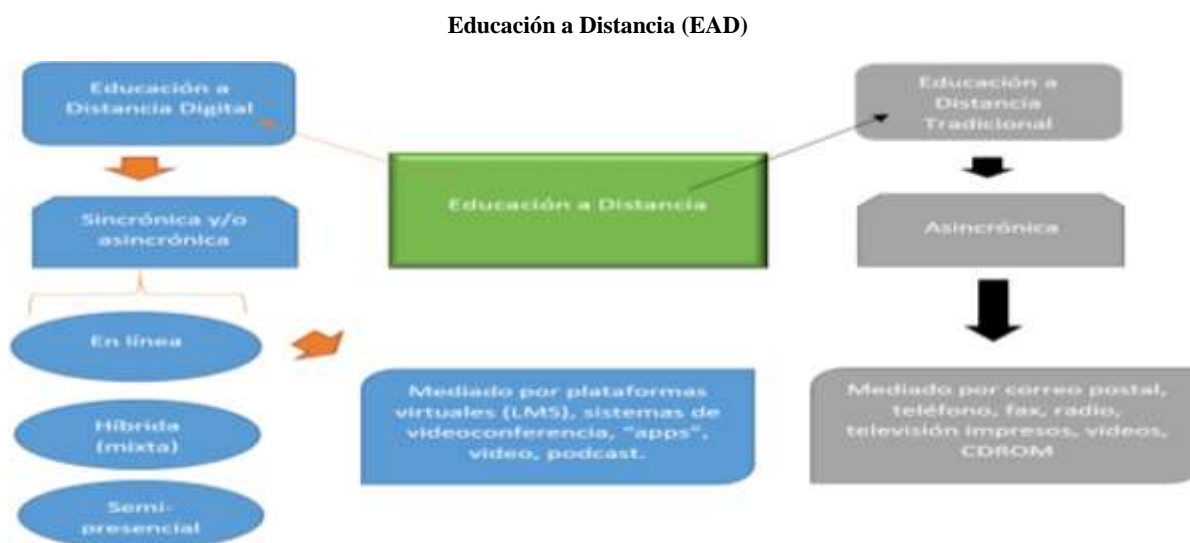 Educación a Distancia (EAD)
Educación a
Distancia Digital
Educación a
Distancia
Tradicional
Educación a Distancia
Sincrónica y/o
asincrónica
Asincrónica
En línea
Híbrida
(mixta)
Semi-
presencial
Mediado por plataformas
virtuales (LMS), sistemas de
videoconferencia, "apps",
video, podcast.
Mediado por correo postal,
teléfono, fax, radio,
televisión impresos, vídeos,
CDROM